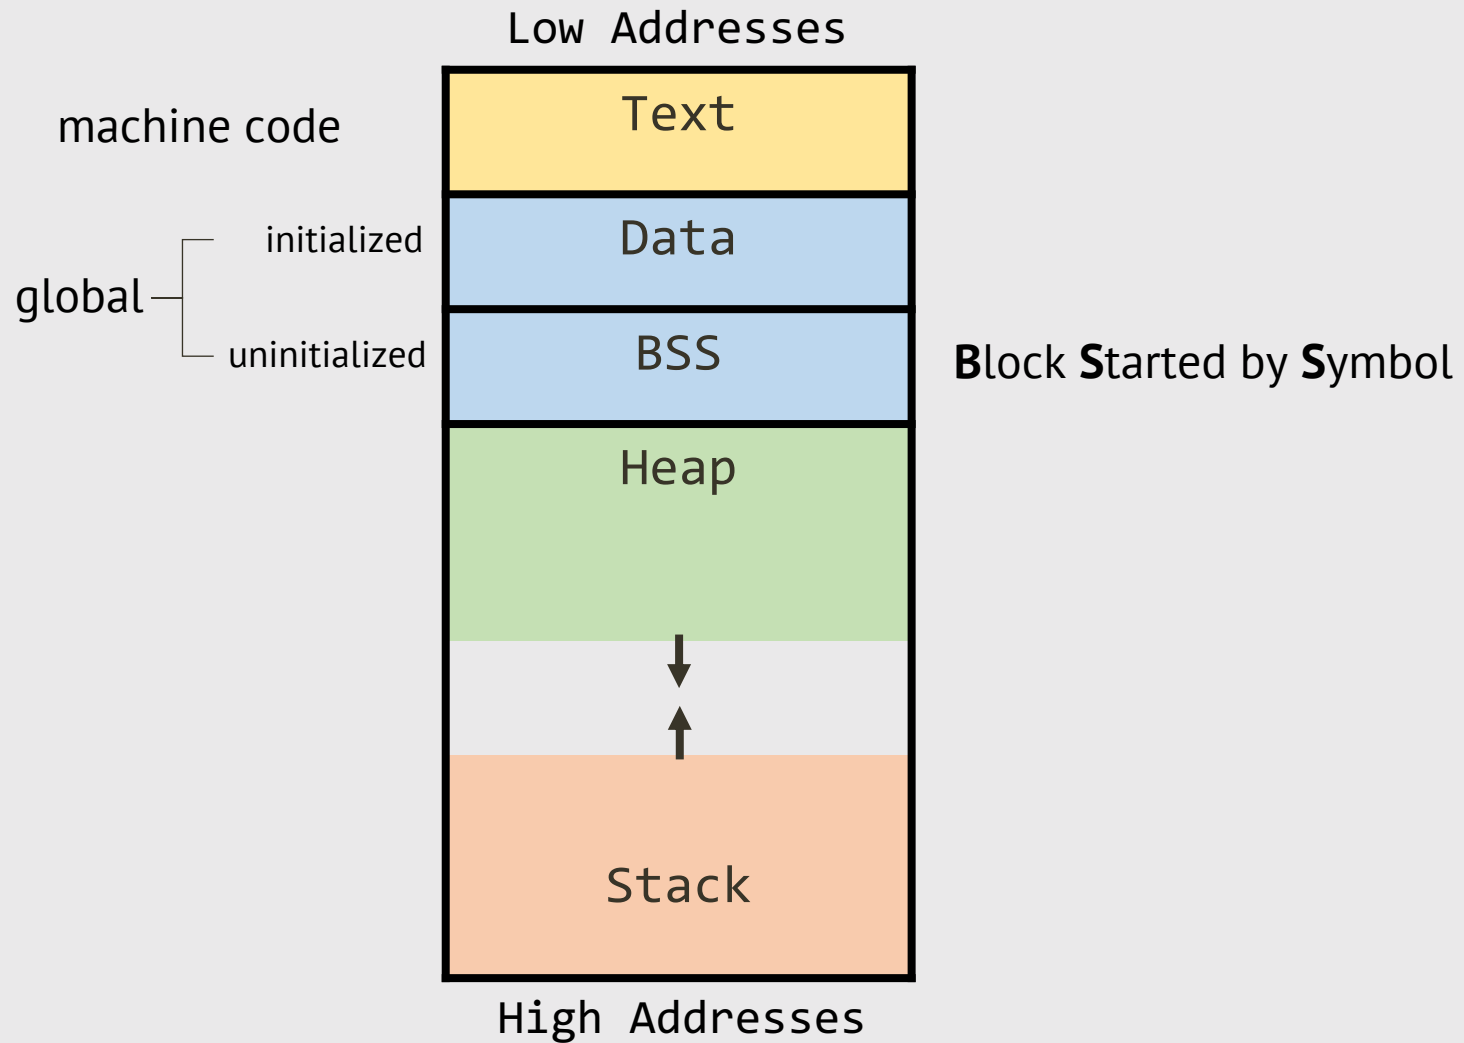 Low Addresses
machine code
Text
initialized
Data
global
uninitialized
BSS
Block Started by Symbol
Heap
Stack
High Addresses